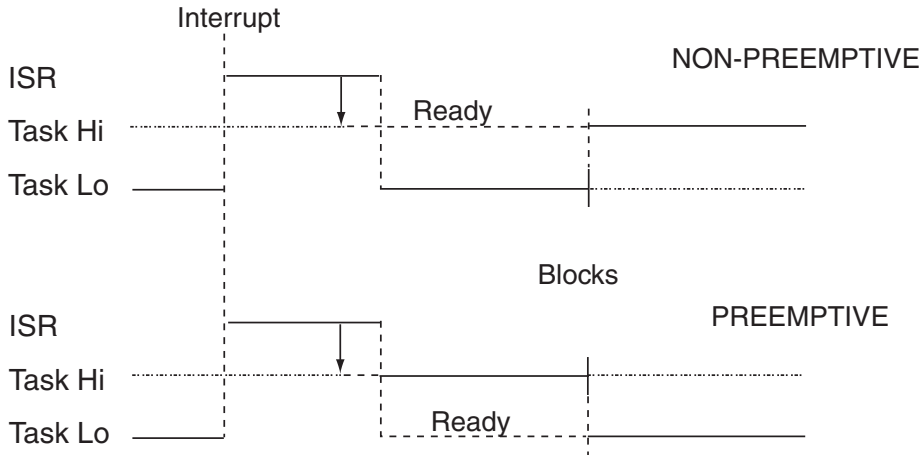 Interrupt
NON-PREEMPTIVE
ISR
Ready
Task Hi
Task Lo
Blocks
PREEMPTIVE
ISR
Task Hi
Ready
Task Lo